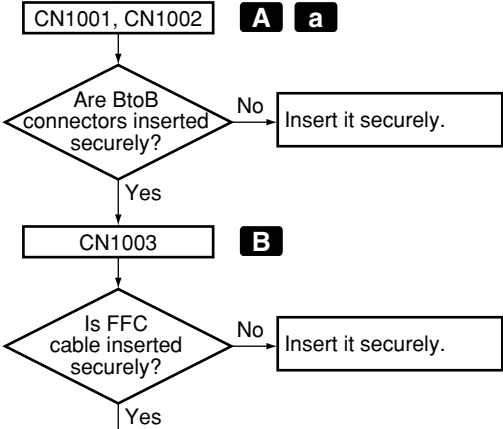 CN1001, CN1002 A a
Are BtoB
connectors inserted
securely?
No
Insert it securely.
Yes
CN1003 B
Is FFC
cable inserted
securely?
No
Insert it securely.
Yes